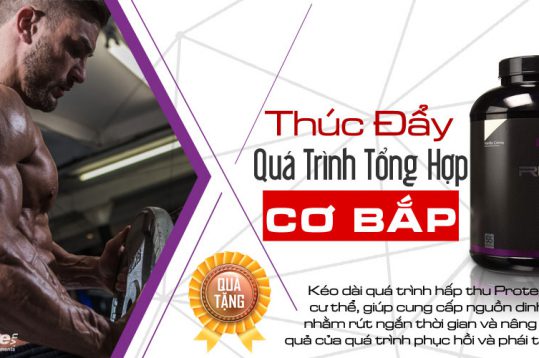 Thúc Đẩy
Quá Trình Tổng Hợp
CƠ BẮP
QUÀ
TẶNG
Kéo dài quá trình hấp thu Prote
cơ thể, giúp cung cấp nguồn dinh
nhằm rút ngắn thời gian và nâng
quả của quá trình phục hồi và phái t